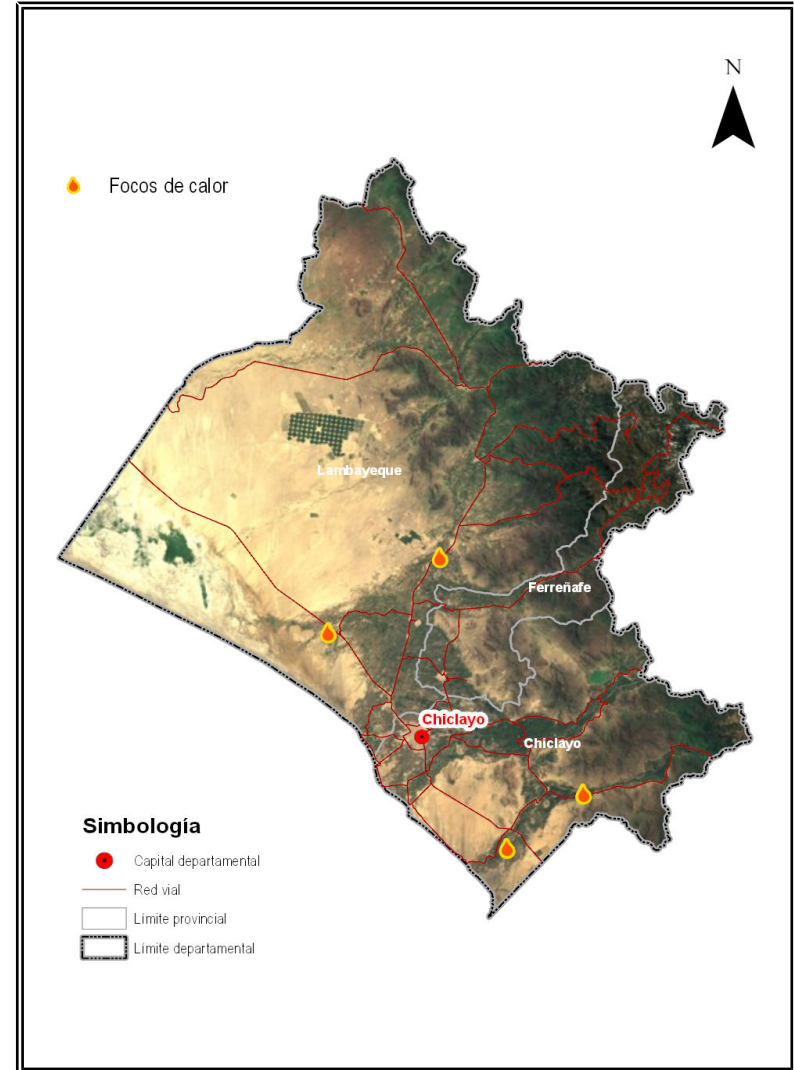 N
Focos de calor
Lambayeque
Ferreñafe
Chiclayo
Chiclayo
Simbología
Capital departamental
Red vial
Límite provincial
Límite departamental